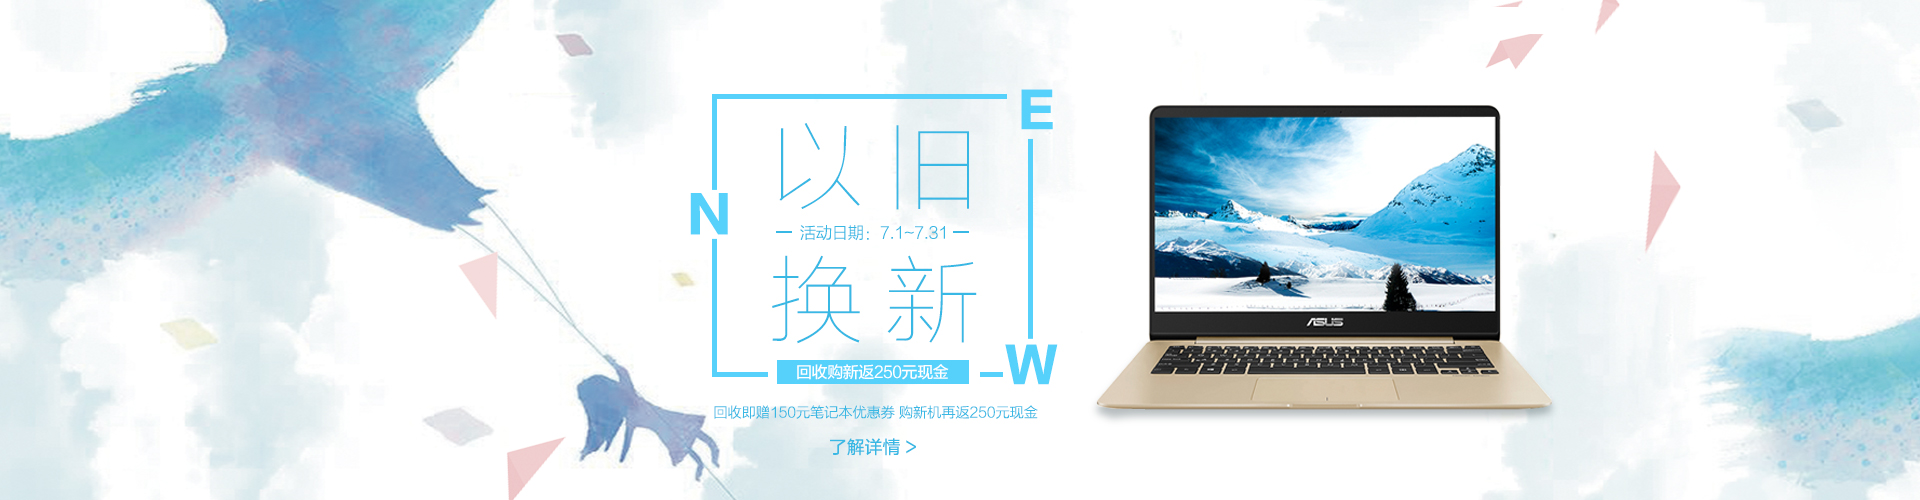 NEW
以旧
活动日期：7.1~7.31
换新
回收购新返250元现金
回收即赠150元笔记本优惠券 购新机再返250元现金
了解详情 >
ASUS